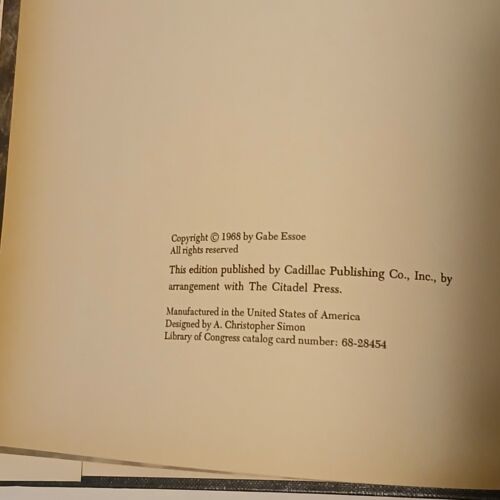 Copyright © 1968 by Gabe Essoe
All rights reserved
This edition published by Cadillac Publishing Co., Inc., by
arrangement with The Citadel Press.
Manufactured in the United States of America
Designed by A. Christopher Simon
Library of Congress catalog card number: 68-28454